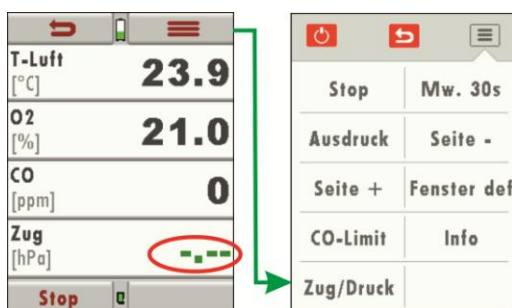 T-Luft
[°C]
23.9
O2
[%]
21.0
CO
[ppm]
0
Zug
[hPa]
-.--
Stop
Stop
Mw. 30s
Ausdruck
Seite -
Seite +
Fenster def
CO-Limit
Info
Zug/Druck